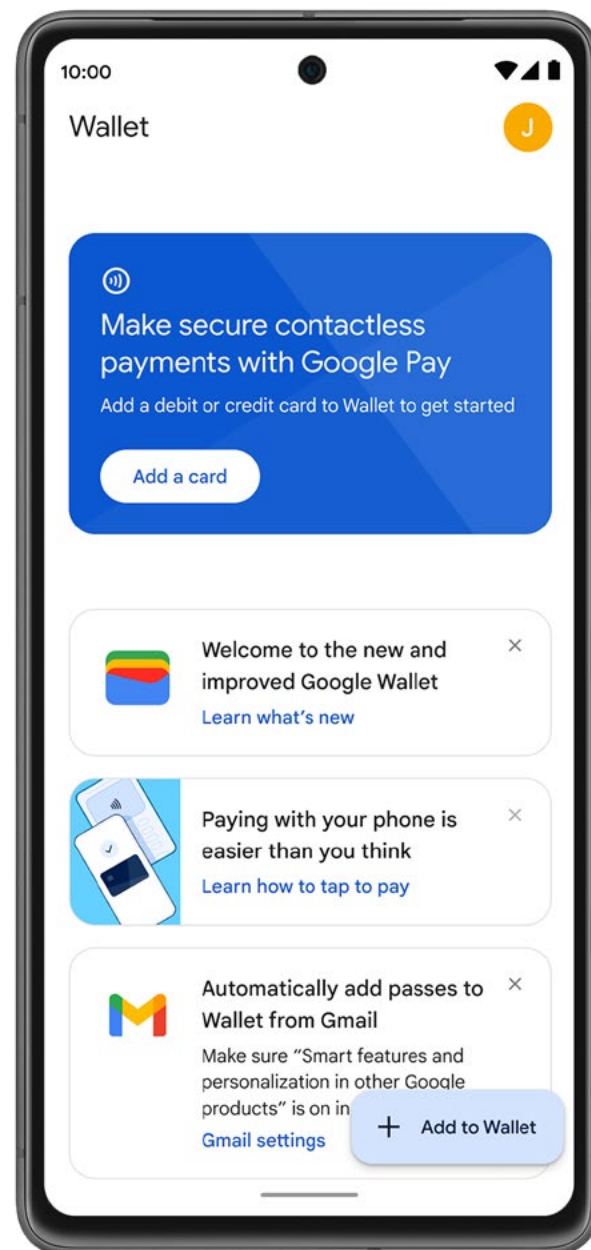 10:00
Wallet
J
Make secure contactless
payments with Google Pay
Add a debit or credit card to Wallet to get started
Add a card
Welcome to the new and
improved Google Wallet
Learn what's new
Paying with your phone is
easier than you think
Learn how to tap to pay
Automatically add passes to
Wallet from Gmail
Make sure “Smart features and
personalization in other Google
products” is on in
Gmail settings
+ Add to Wallet